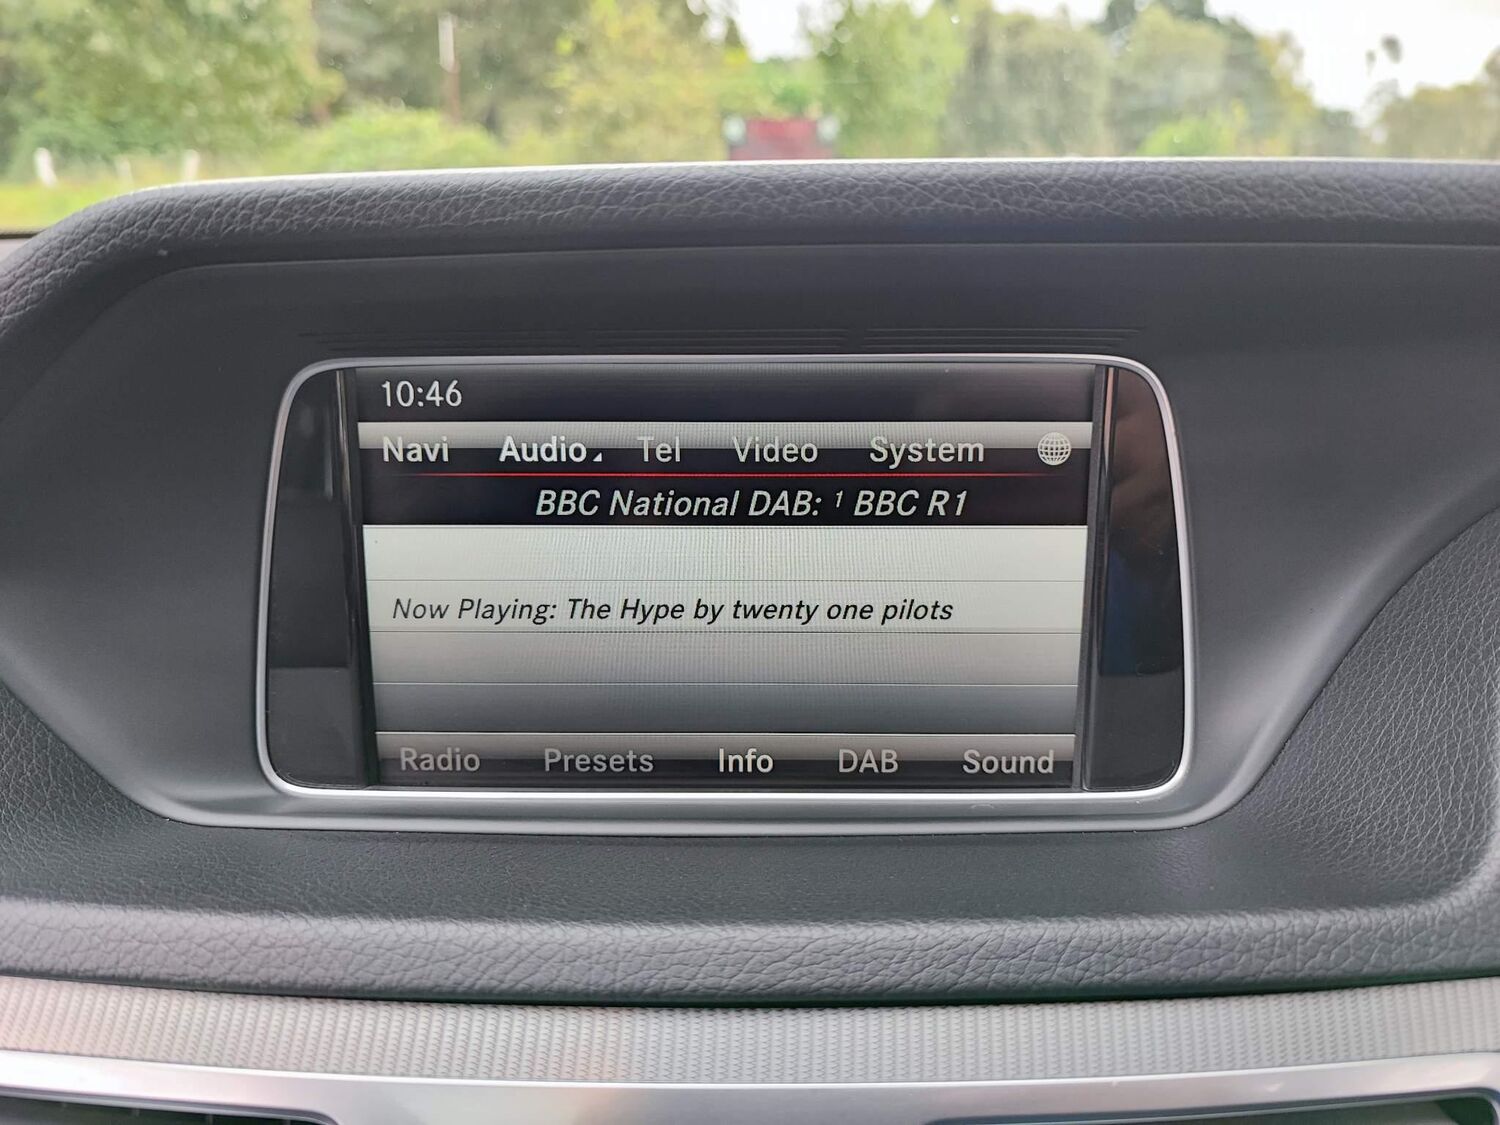 10:46
Navi Audio Tel Video System
BBC National DAB: ¹ BBC R1
Now Playing: The Hype by twenty one pilots
Radio Presets Info DAB Sound